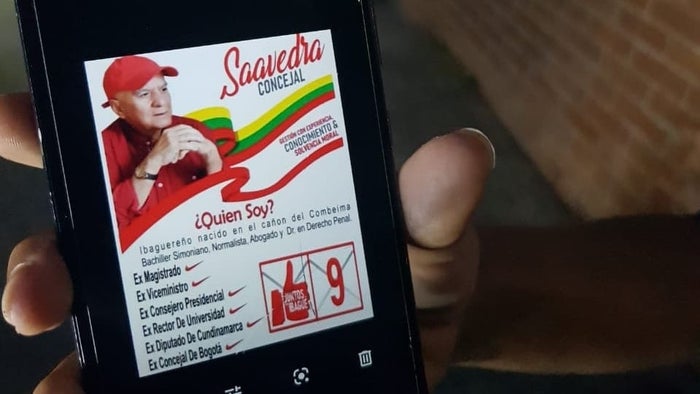 Saavedra
CONCEJAL
GESTIÓN CON EXPERIENCIA,
CONOCIMIENTO &
SOLVENCIA MORAL
¿Quien Soy?
Ibaguereño nacido en el cañon del Combeima
Bachiller Simoniano, Normalista, Abogado y Dr. en Derecho Penal.
Ex Magistrado
Ex Viceministro
Ex Consejero Presidencial
Ex Rector De Universidad
Ex Diputado De Cundinamarca
Ex Concejal De Bogotá
JUNTOS
IBAGUÉ
9